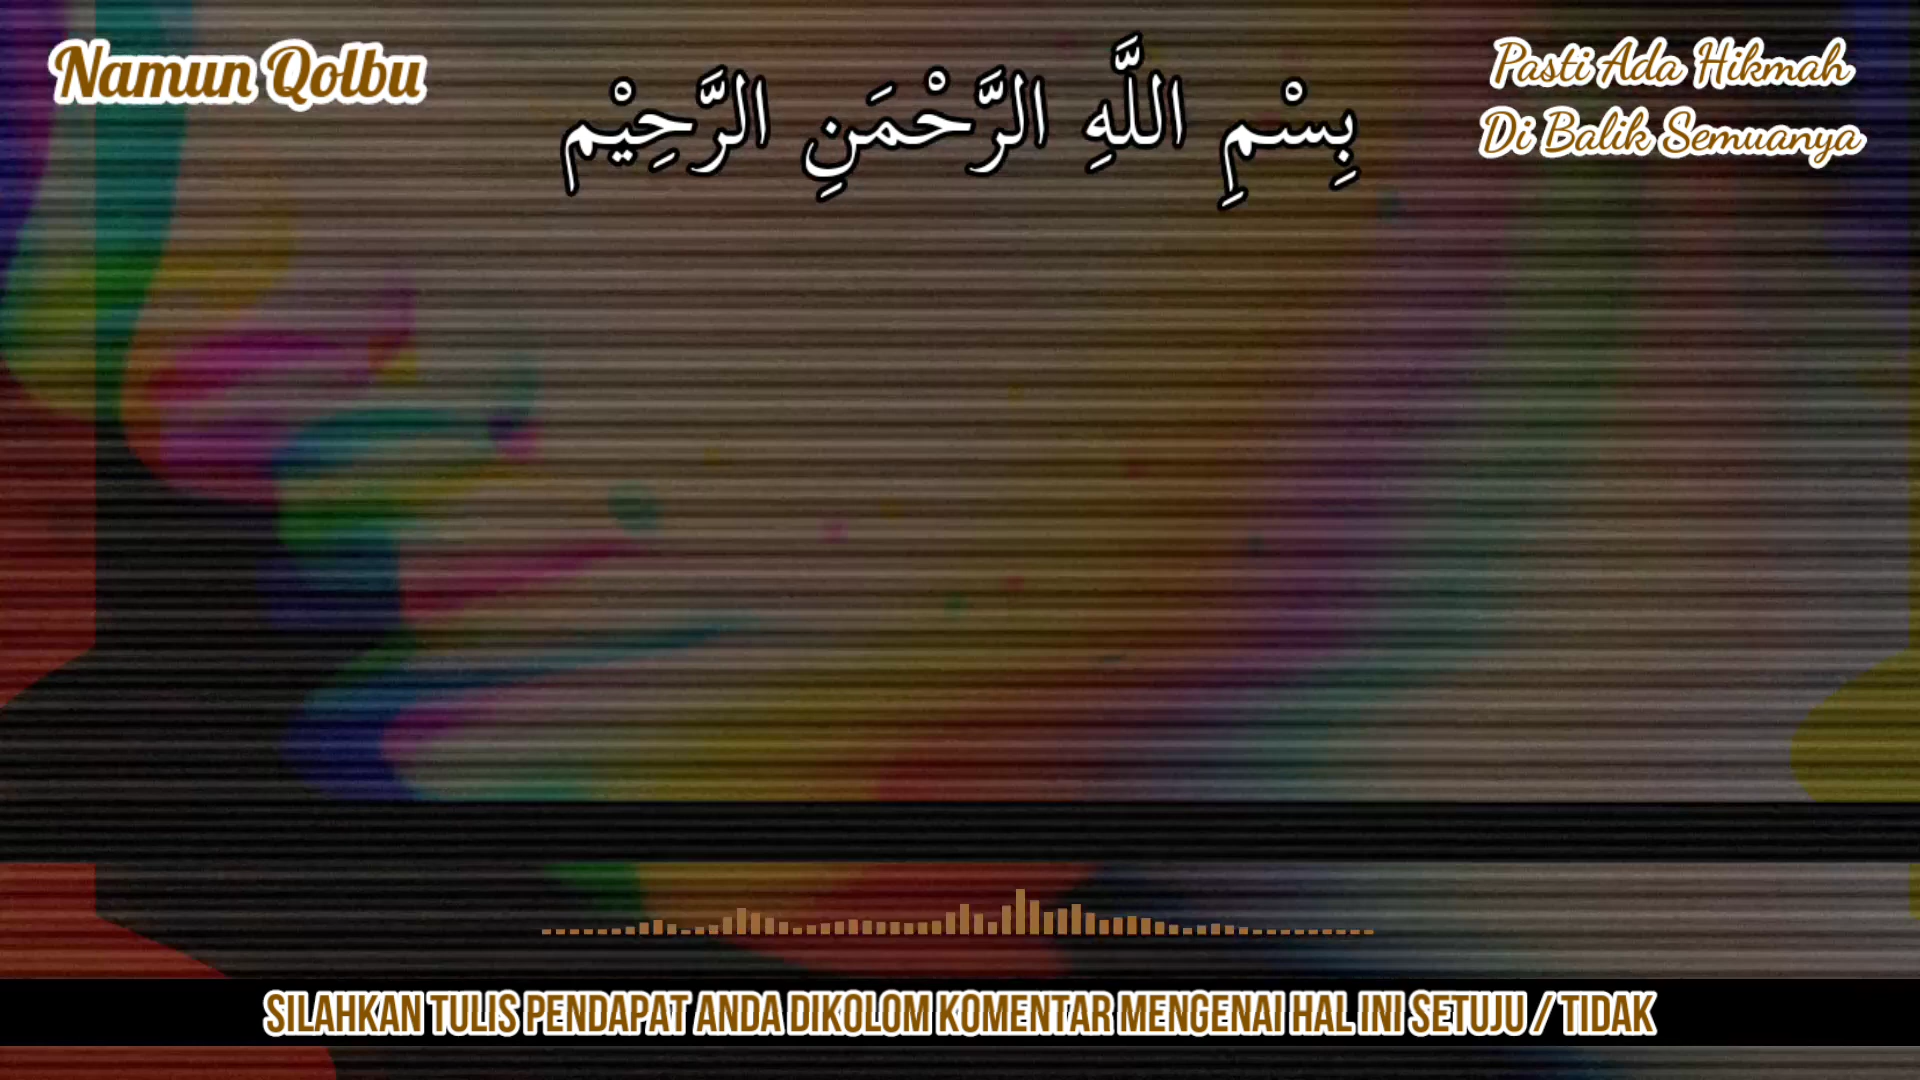 Namun Qolbu
بِسْمِ اللَّهِ الرَّحْمَنِ الرَّحِيْم
Pasti Ada Hikmah
Di Balik Semuanya
SILAHKAN TULIS PENDAPAT ANDA DIKOLOM KOMENTAR MENGENAI HAL INI SETUJU / TIDAK